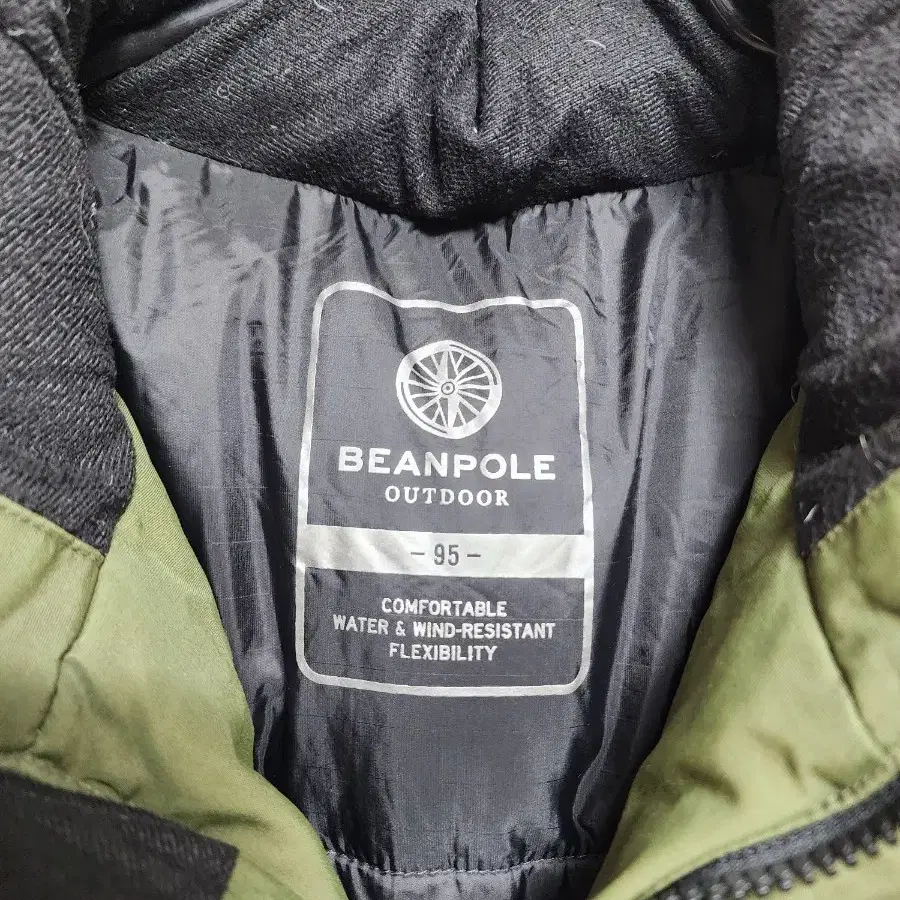 BEANPOLE
OUTDOOR
- 95 -
COMFORTABLE
WATER & WIND-RESISTANT
FLEXIBILITY